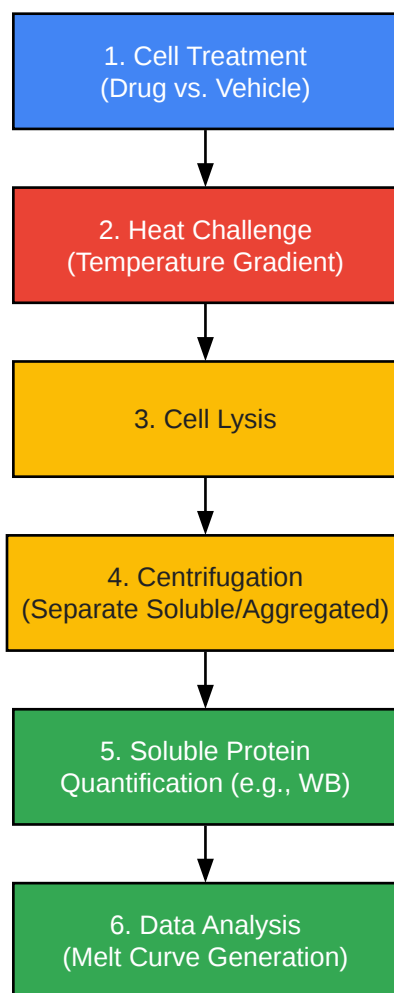 1. Cell Treatment
(Drug vs. Vehicle)
2. Heat Challenge
(Temperature Gradient)
3. Cell Lysis
4. Centrifugation
(Separate Soluble/Aggregated)
5. Soluble Protein
Quantification (e.g., WB)
6. Data Analysis
(Melt Curve Generation)